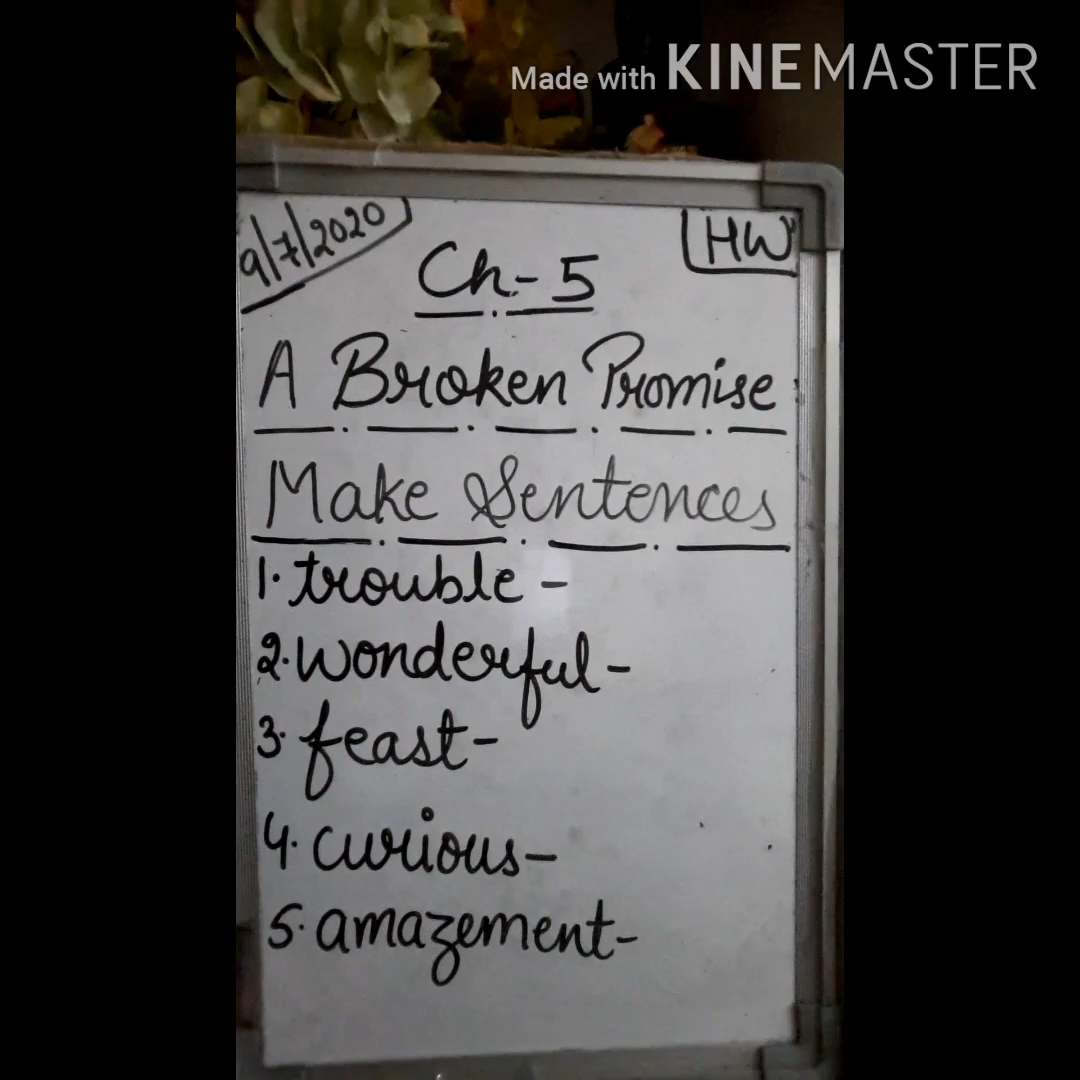 Made with KINEMASTER
9/7/2020
HW
Ch-5
A Broken Promise
Make Sentences
1. trouble -
2. wonderful -
3. feast -
4. curious -
5. amazement -